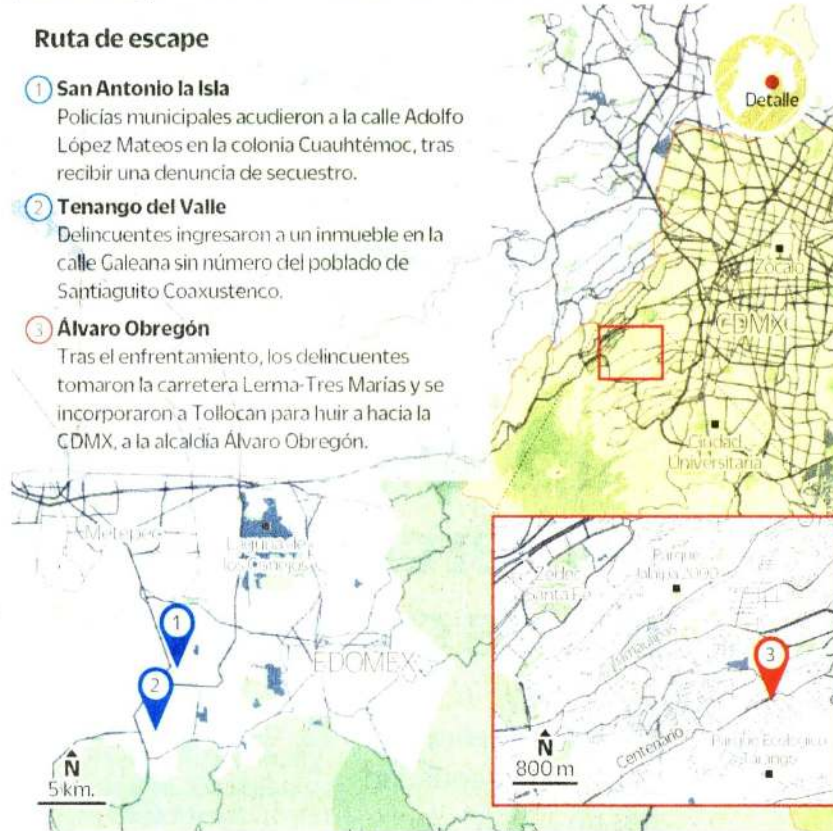 Ruta de escape
1 San Antonio la Isla
Policías municipales acudieron a la calle Adolfo
López Mateos en la colonia Cuauhtémoc, tras
recibir una denuncia de secuestro.
2 Tenango del Valle
Delincuentes ingresaron a un inmueble en la
calle Galeana sin número del poblado de
Santiaguito Coaxustenco.
3 Álvaro Obregón
Tras el enfrentamiento, los delincuentes
tomaron la carretera Lerma-Tres Marías y se
incorporaron a Tollocan para huir a hacia la
CDMX, a la alcaldía Álvaro Obregón.
Detalle
Zócalo
CDMX
Ciudad
Universitaria
Metepec
Laguna de
1
2
EDOMEX
N
5 km.
Parque
2000
Santa Fe
Tamaulipas
3
Centenario
Parque Ecológico
Tarango
N
800 m